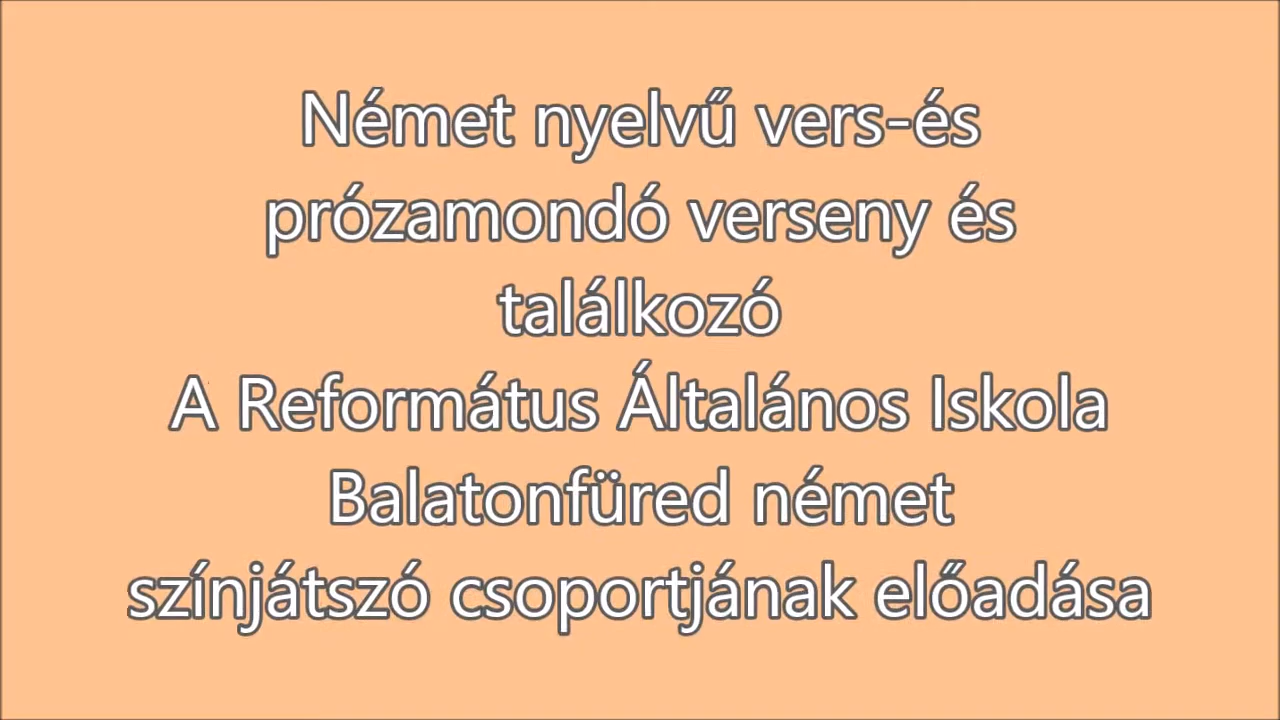 Német nyelvű vers-és
prózamondó verseny és
találkozó
A Református Általános Iskola
Balatonfüred német
színjátszó csoportjának előadása